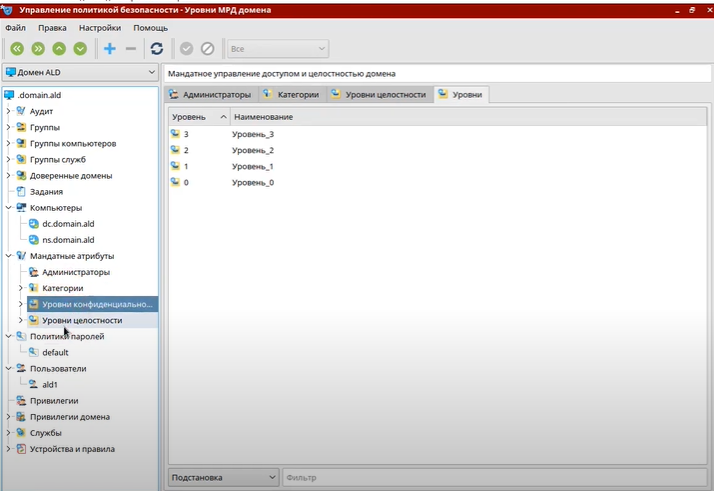 Управление политикой безопасности - Уровни МРД домена
Файл Правка Настройки Помощь
Все
Домен ALD
Мандатное управление доступом и целостностью домена
.domain.ald
Аудит
Группы
Группы компьютеров
Группы служб
Доверенные домены
Задания
Компьютеры
dc.domain.ald
ns.domain.ald
Мандатные атрибуты
Администраторы
Категории
Уровни конфиденциально...
Уровни целостности
Политики паролей
default
Пользователи
ald1
Привилегии
Привилегии домена
Службы
Устройства и правила
Администраторы Категории Уровни целостности Уровни
Уровень Наименование
3 Уровень_3
2 Уровень_2
1 Уровень_1
0 Уровень_0
Подстановка Фильтр